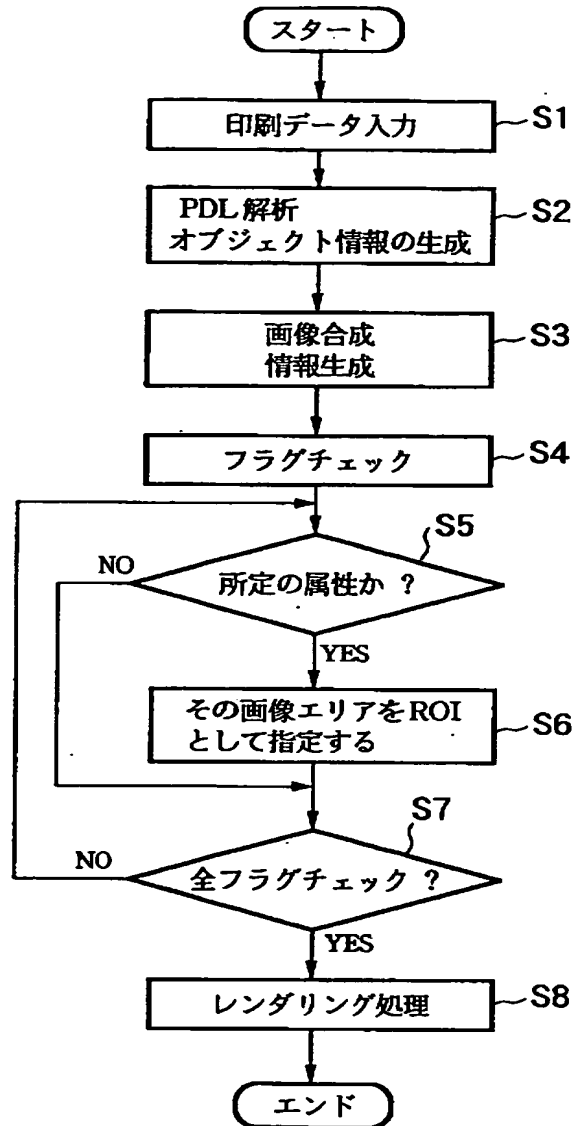 スタート
印刷データ入力
S1
PDL解析
オブジェクト情報の生成
S2
画像合成
情報生成
S3
フラグチェック
S4
所定の属性か ?
S5
NO
YES
その画像エリアをROI
として指定する
S6
全フラグチェック ?
S7
NO
YES
レンダリング処理
S8
エンド